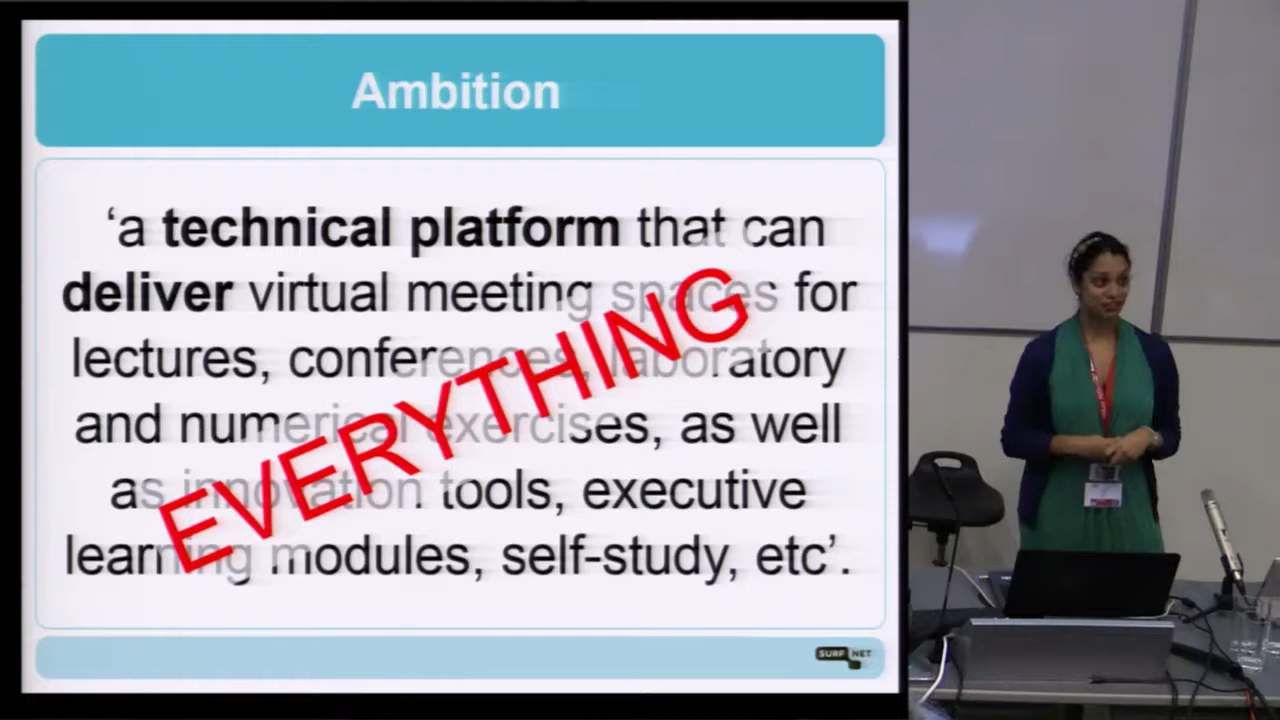 Ambition
‘a technical platform that can
deliver virtual meeting spaces for
lectures, conferences, laboratory
and numerical exercises, as well
as innovation tools, executive
learning modules, self-study, etc’.
EVERYTHING
SURF NET